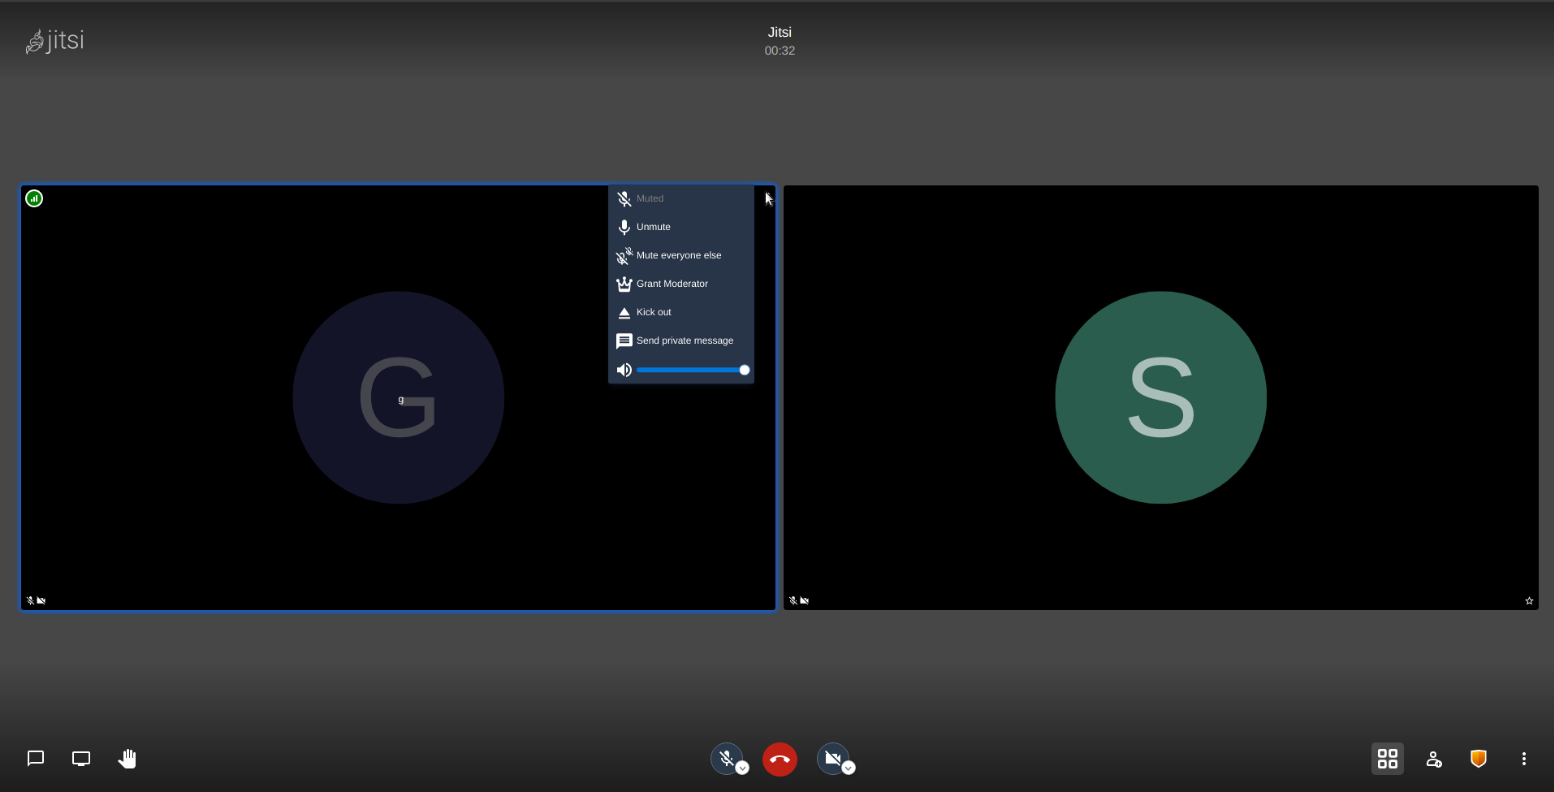 jitsi
Jitsi
00:32
Muted
Unmute
Mute everyone else
Grant Moderator
Kick out
Send private message
G
g
S